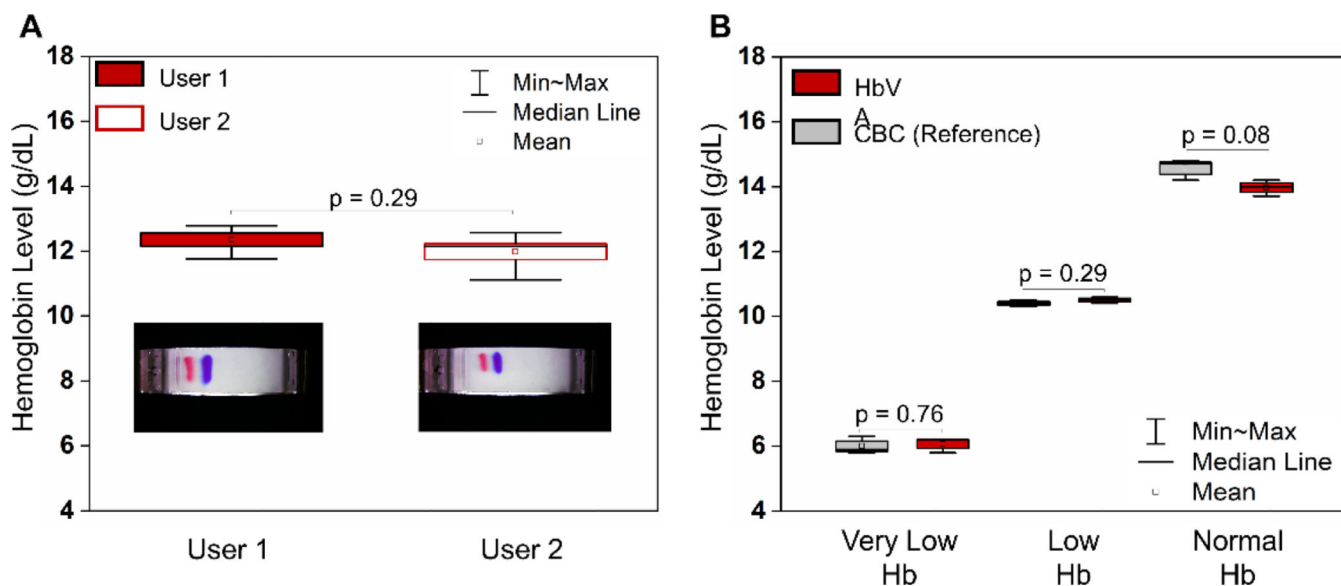 A
Hemoglobin Level (g/dL)
18
16
14
12
10
8
6
4
User 1
User 2
Min~Max
Median Line
Mean
p = 0.29
User 1
User 2
B
Hemoglobin Level (g/dL)
18
16
14
12
10
8
6
4
HbV
A
CBC (Reference)
p = 0.08
p = 0.29
p = 0.76
Min~Max
Median Line
Mean
Very Low
Hb
Low
Hb
Normal
Hb